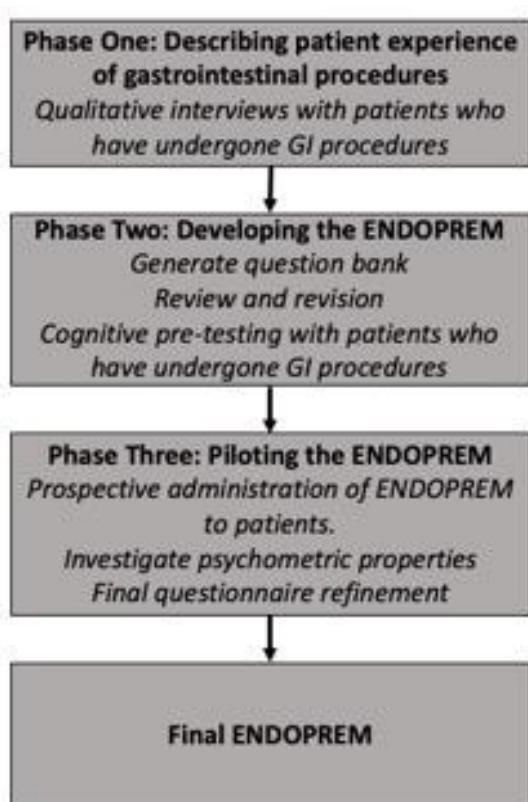 Phase One: Describing patient experience
of gastrointestinal procedures
Qualitative interviews with patients who
have undergone GI procedures
Phase Two: Developing the ENDOPREM
Generate question bank
Review and revision
Cognitive pre-testing with patients who
have undergone GI procedures
Phase Three: Piloting the ENDOPREM
Prospective administration of ENDOPREM
to patients.
Investigate psychometric properties
Final questionnaire refinement
Final ENDOPREM